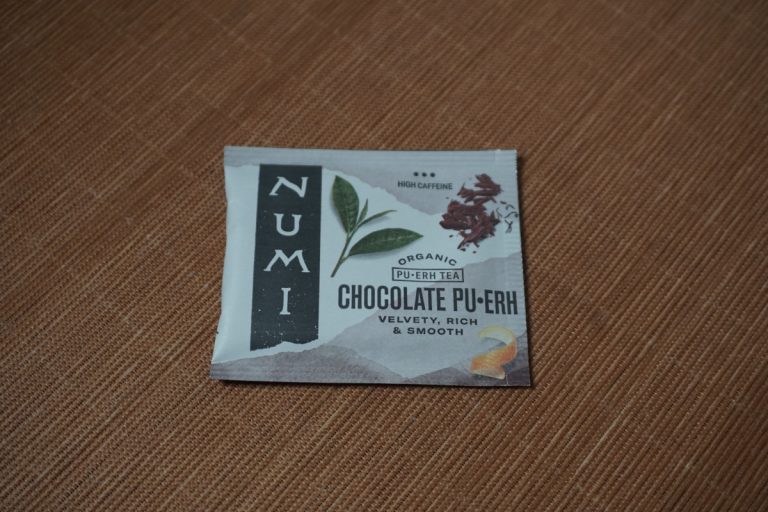 NUMI
HIGH CAFFEINE
ORGANIC
PU•ERH TEA
CHOCOLATE PU•ERH
VELVETY, RICH
& SMOOTH